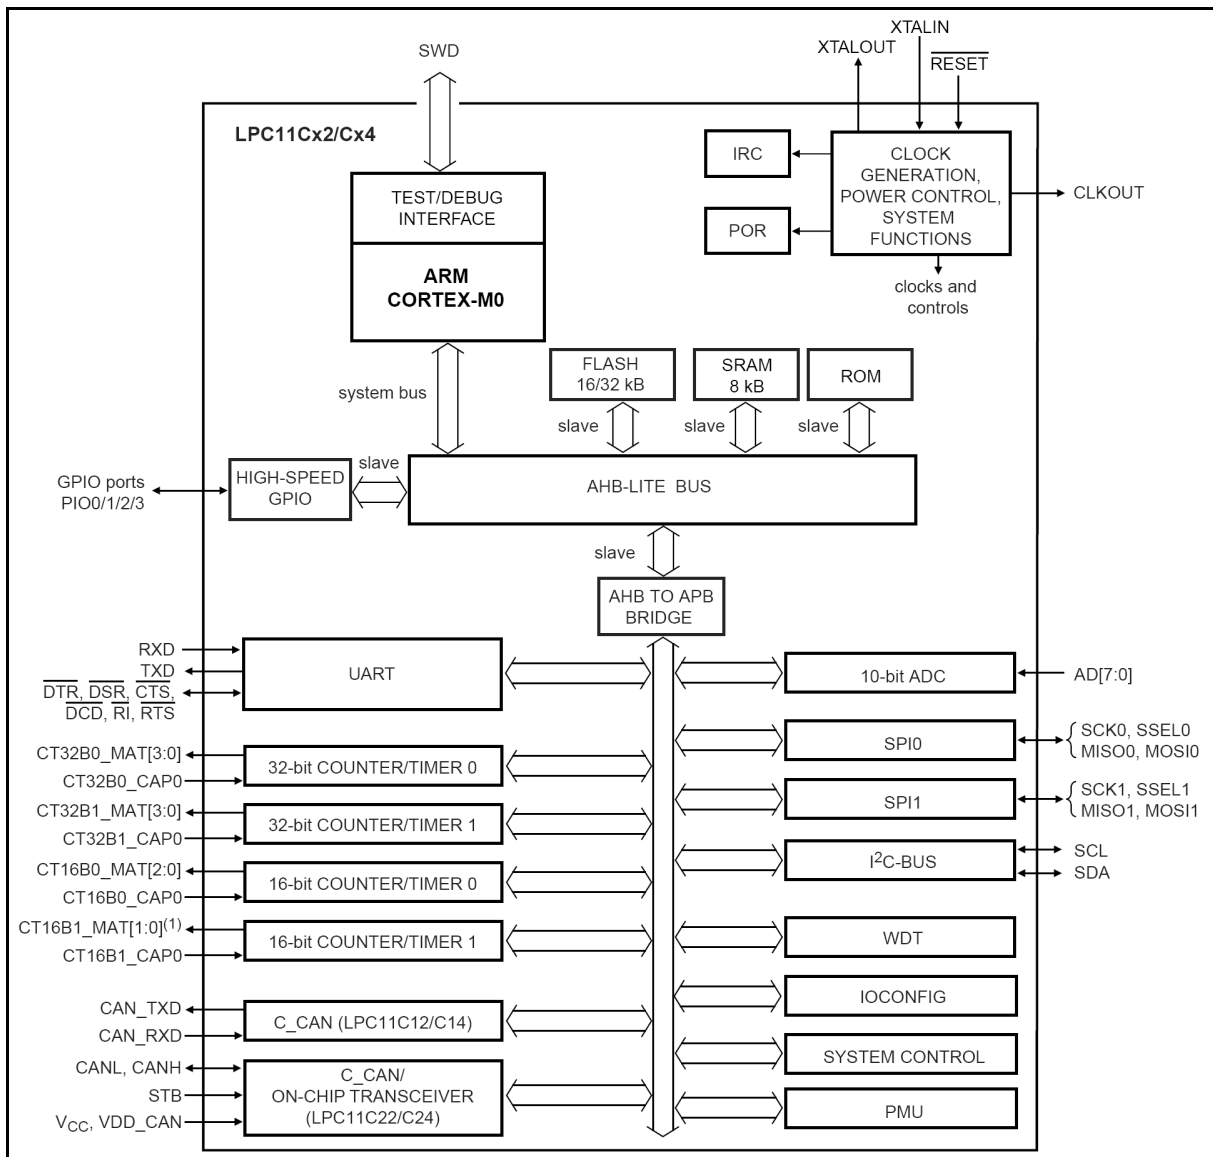 SWD
XTALIN
XTALOUT
RESET
LPC11Cx2/Cx4
IRC
POR
CLOCK
GENERATION,
POWER CONTROL,
SYSTEM
FUNCTIONS
CLKOUT
clocks and
controls
TEST/DEBUG
INTERFACE
ARM
CORTEX-M0
system bus
FLASH
16/32 kB
SRAM
8 kB
ROM
slave
slave
slave
GPIO ports
PIO0/1/2/3
HIGH-SPEED
GPIO
slave
AHB-LITE BUS
slave
AHB TO APB
BRIDGE
RXD
TXD
DTR, DSR, CTS,
DCD, RI, RTS
UART
10-bit ADC
AD[7:0]
CT32B0_MAT[3:0]
CT32B0_CAP0
32-bit COUNTER/TIMER 0
SPI0
SCK0, SSEL0
MISO0, MOSI0
CT32B1_MAT[3:0]
CT32B1_CAP0
32-bit COUNTER/TIMER 1
SPI1
SCK1, SSEL1
MISO1, MOSI1
CT16B0_MAT[2:0]
CT16B0_CAP0
16-bit COUNTER/TIMER 0
I²C-BUS
SCL
SDA
CT16B1_MAT[1:0]⁽¹⁾
CT16B1_CAP0
16-bit COUNTER/TIMER 1
WDT
IOCONFIG
CAN_TXD
CAN_RXD
C_CAN (LPC11C12/C14)
SYSTEM CONTROL
CANL, CANH
STB
VCC, VDD_CAN
C_CAN/
ON-CHIP TRANSCEIVER
(LPC11C22/C24)
PMU